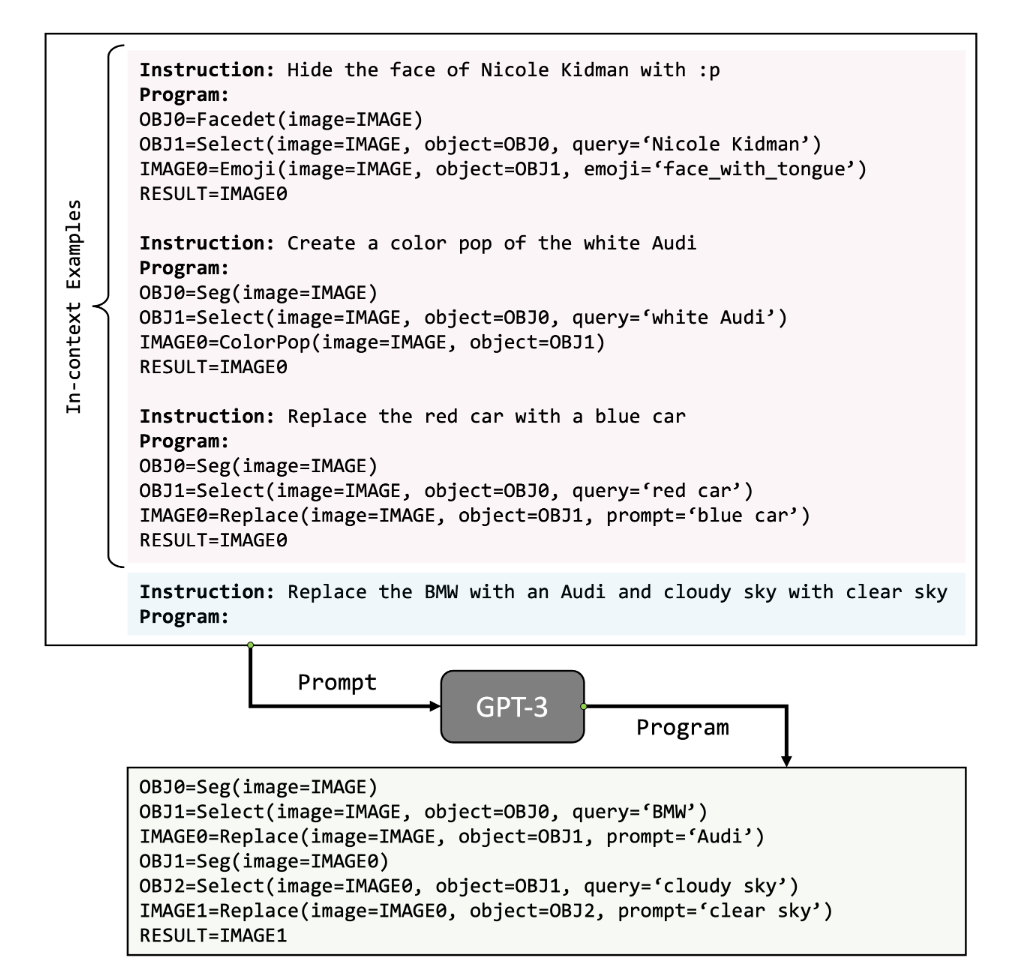 In-context Examples
Instruction: Hide the face of Nicole Kidman with :p
Program:
OBJ0=Facedet(image=IMAGE)
OBJ1=Select(image=IMAGE, object=OBJ0, query=‘Nicole Kidman’)
IMAGE0=Emoji(image=IMAGE, object=OBJ1, emoji=‘face_with_tongue’)
RESULT=IMAGE0
Instruction: Create a color pop of the white Audi
Program:
OBJ0=Seg(image=IMAGE)
OBJ1=Select(image=IMAGE, object=OBJ0, query=‘white Audi’)
IMAGE0=ColorPop(image=IMAGE, object=OBJ1)
RESULT=IMAGE0
Instruction: Replace the red car with a blue car
Program:
OBJ0=Seg(image=IMAGE)
OBJ1=Select(image=IMAGE, object=OBJ0, query=‘red car’)
IMAGE0=Replace(image=IMAGE, object=OBJ1, prompt=‘blue car’)
RESULT=IMAGE0
Instruction: Replace the BMW with an Audi and cloudy sky with clear sky
Program:
Prompt
GPT-3
Program
OBJ0=Seg(image=IMAGE)
OBJ1=Select(image=IMAGE, object=OBJ0, query=‘BMW’)
IMAGE0=Replace(image=IMAGE, object=OBJ1, prompt=‘Audi’)
OBJ1=Seg(image=IMAGE0)
OBJ2=Select(image=IMAGE0, object=OBJ1, query=‘cloudy sky’)
IMAGE1=Replace(image=IMAGE0, object=OBJ2, prompt=‘clear sky’)
RESULT=IMAGE1